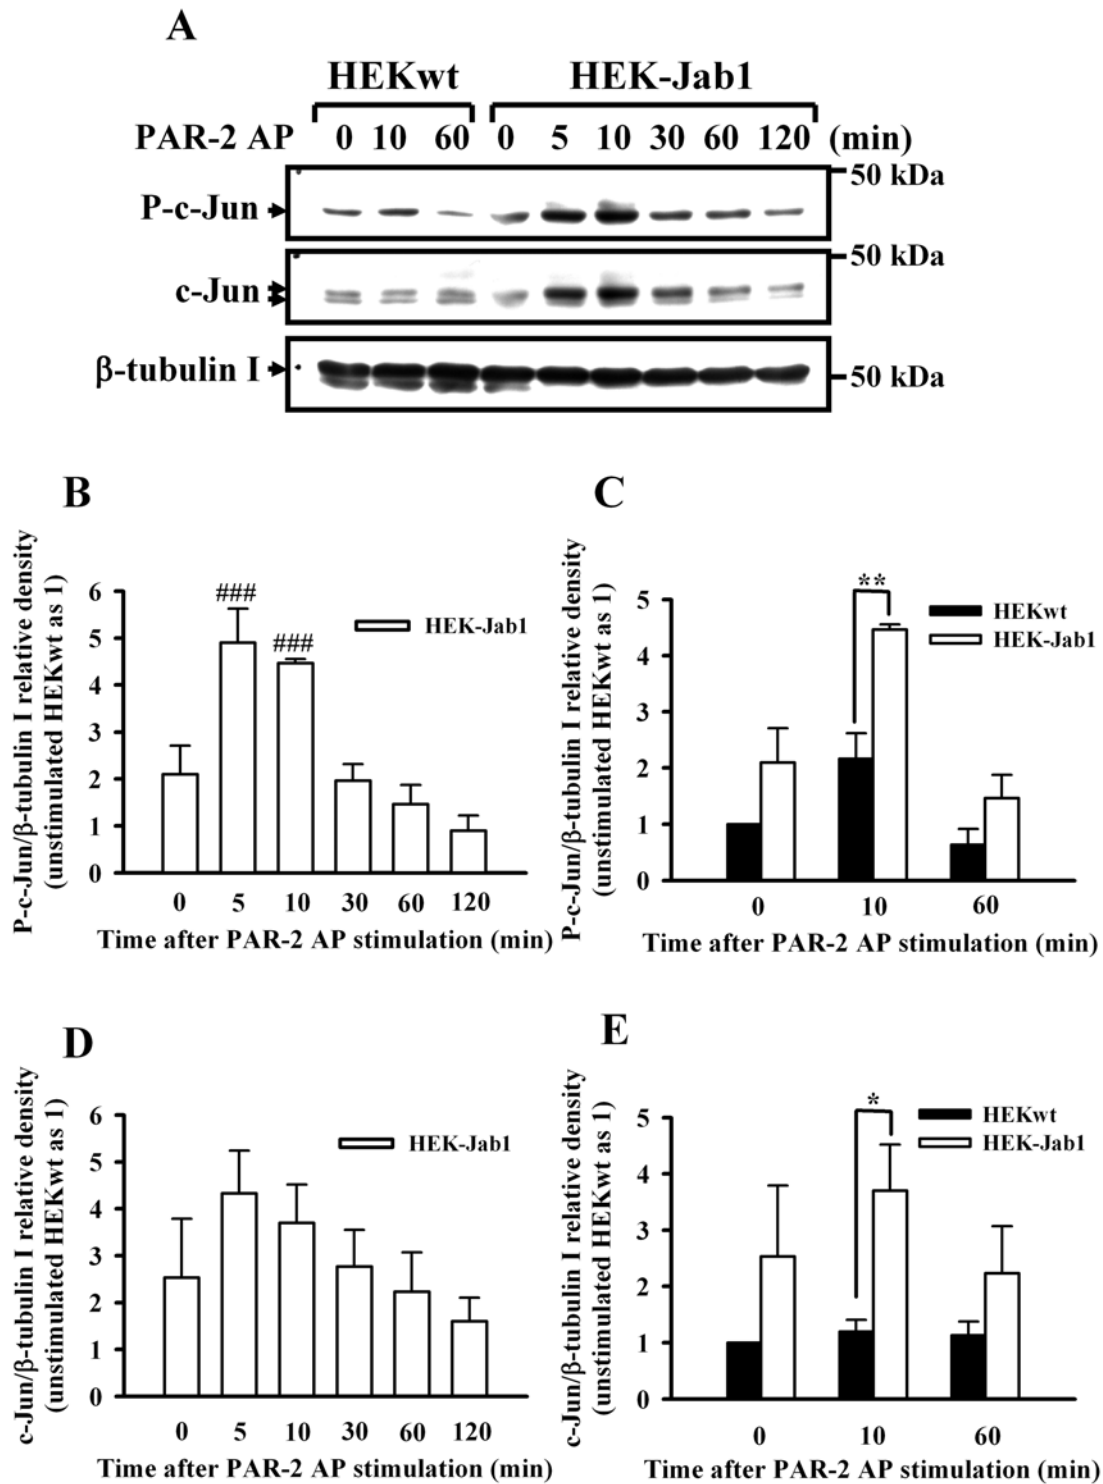 A
HEKwt HEK-Jab1
PAR-2 AP 0 10 60 0 5 10 30 60 120 (min)
50 kDa
P-c-Jun
50 kDa
c-Jun
β-tubulin I
50 kDa
B
P-c-Jun/β-tubulin I relative density
(unstimulated HEKwt as 1)
6
5
4
3
2
1
0
###
###
HEK-Jab1
0 5 10 30 60 120
Time after PAR-2 AP stimulation (min)
C
P-c-Jun/β-tubulin I relative density
(unstimulated HEKwt as 1)
5
4
3
2
1
0
**
HEKwt
HEK-Jab1
0 10 60
Time after PAR-2 AP stimulation (min)
D
c-Jun/β-tubulin I relative density
(unstimulated HEKwt as 1)
6
5
4
3
2
1
0
HEK-Jab1
0 5 10 30 60 120
Time after PAR-2 AP stimulation (min)
E
c-Jun/β-tubulin I relative density
(unstimulated HEKwt as 1)
5
4
3
2
1
0
*
HEKwt
HEK-Jab1
0 10 60
Time after PAR-2 AP stimulation (min)